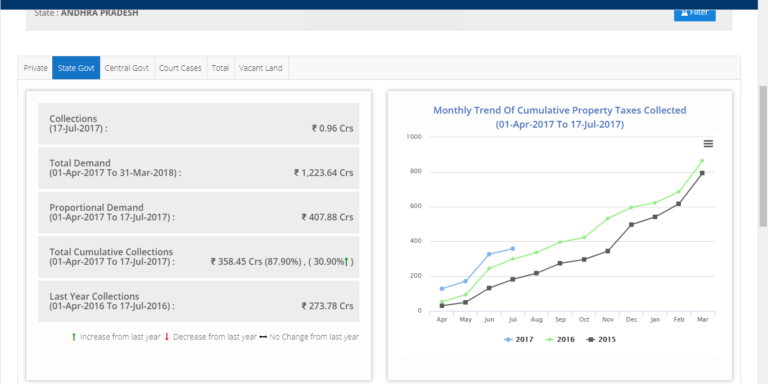 State : ANDHRA PRADESH
Filter
Private State Govt Central Govt Court Cases Total Vacant Land
Collections
(17-Jul-2017) :
₹ 0.96 Crs
Total Demand
(01-Apr-2017 To 31-Mar-2018) :
₹ 1,223.64 Crs
Proportional Demand
(01-Apr-2017 To 17-Jul-2017) :
₹ 407.88 Crs
Total Cumulative Collections
(01-Apr-2017 To 17-Jul-2017) :
₹ 358.45 Crs (87.90%) , ( 30.90%↑ )
Last Year Collections
(01-Apr-2016 To 17-Jul-2016) :
₹ 273.78 Crs
↑ Increase from last year ↓ Decrease from last year ↔ No Change from last year
Monthly Trend Of Cumulative Property Taxes Collected
(01-Apr-2017 To 17-Jul-2017)
1000
800
600
400
200
0
Apr May Jun Jul Aug Sep Oct Nov Dec Jan Feb Mar
2017 2016 2015